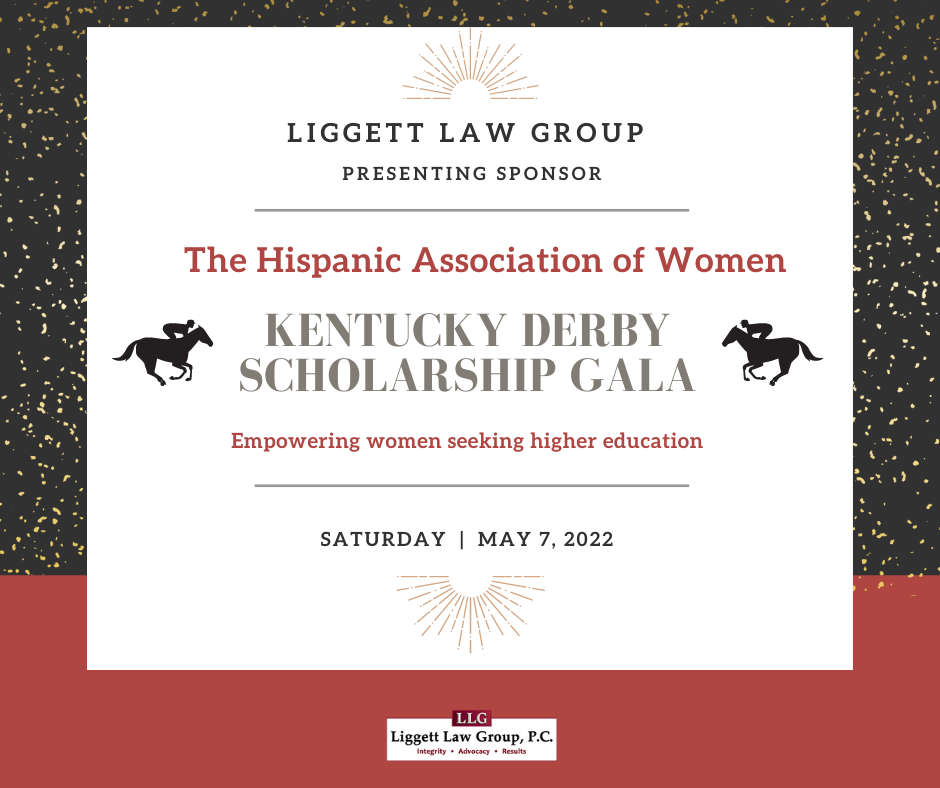 LIGGETT LAW GROUP
PRESENTING SPONSOR
The Hispanic Association of Women
KENTUCKY DERBY
SCHOLARSHIP GALA
Empowering women seeking higher education
SATURDAY | MAY 7, 2022
LLG
Liggett Law Group, P.C.
Integrity • Advocacy • Results